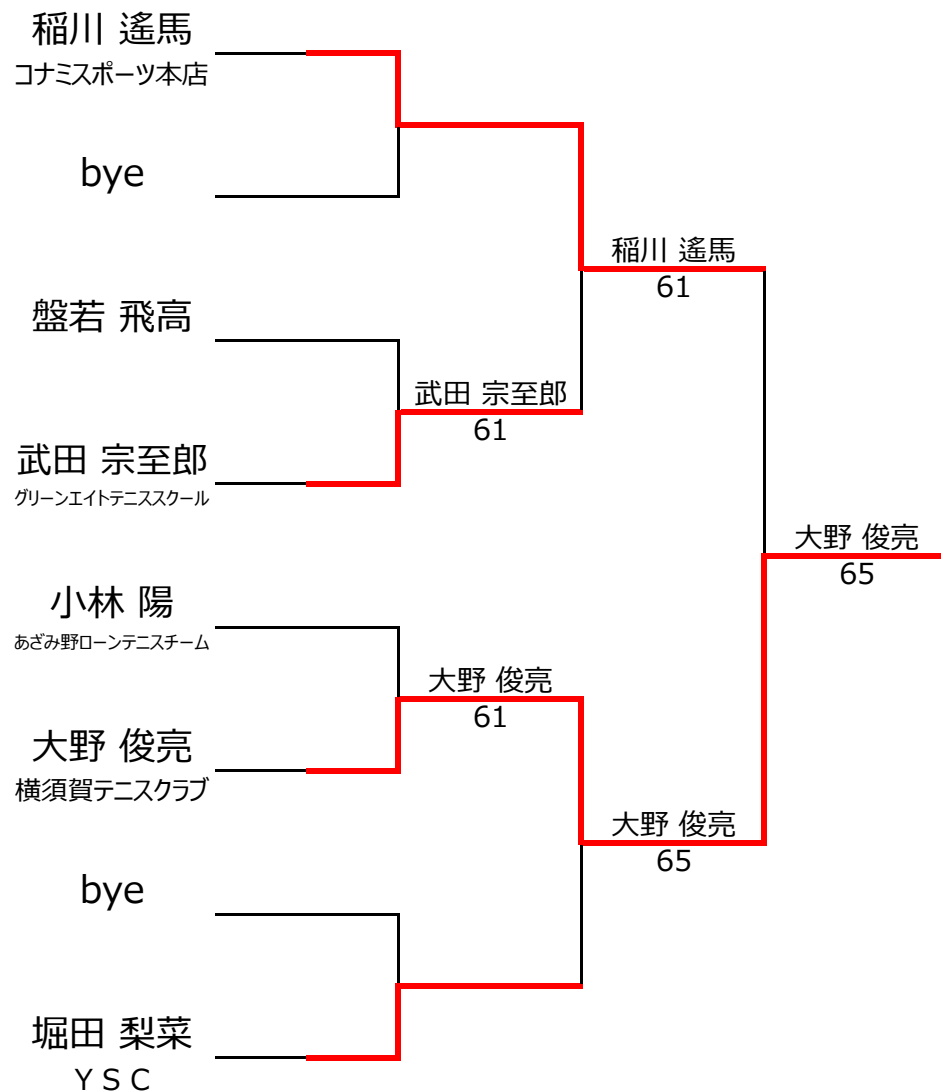 稲川 遙馬
コナミスポーツ本店
bye
稲川 遙馬
61
盤若 飛高
武田 宗至郎
61
武田 宗至郎
グリーンエイトテニススクール
大野 俊亮
65
小林 陽
あざみ野ローンテニスチーム
大野 俊亮
61
大野 俊亮
横須賀テニスクラブ
大野 俊亮
65
bye
堀田 梨菜
ＹＳＣ